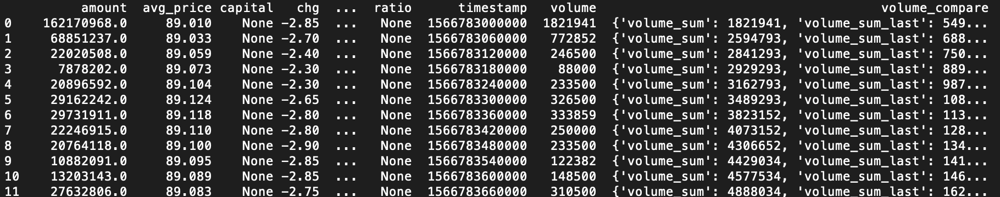 amount avg_price capital chg ... ratio timestamp volume volume_compare
0 162170968.0 89.010 None -2.85 ... None 1566783000000 1821941 {'volume_sum': 1821941, 'volume_sum_last': 549...
1 68851237.0 89.033 None -2.70 ... None 1566783060000 772852 {'volume_sum': 2594793, 'volume_sum_last': 688...
2 22020508.0 89.059 None -2.40 ... None 1566783120000 246500 {'volume_sum': 2841293, 'volume_sum_last': 750...
3 7878202.0 89.073 None -2.30 ... None 1566783180000 88000 {'volume_sum': 2929293, 'volume_sum_last': 889...
4 20896592.0 89.104 None -2.30 ... None 1566783240000 233500 {'volume_sum': 3162793, 'volume_sum_last': 987...
5 29162242.0 89.124 None -2.65 ... None 1566783300000 326500 {'volume_sum': 3489293, 'volume_sum_last': 108...
6 29731911.0 89.118 None -2.80 ... None 1566783360000 333859 {'volume_sum': 3823152, 'volume_sum_last': 113...
7 22246915.0 89.110 None -2.80 ... None 1566783420000 250000 {'volume_sum': 4073152, 'volume_sum_last': 128...
8 20764118.0 89.100 None -2.90 ... None 1566783480000 233500 {'volume_sum': 4306652, 'volume_sum_last': 134...
9 10882091.0 89.095 None -2.85 ... None 1566783540000 122382 {'volume_sum': 4429034, 'volume_sum_last': 141...
10 13203143.0 89.089 None -2.85 ... None 1566783600000 148500 {'volume_sum': 4577534, 'volume_sum_last': 146...
11 27632806.0 89.083 None -2.75 ... None 1566783660000 310500 {'volume_sum': 4888034, 'volume_sum_last': 162...